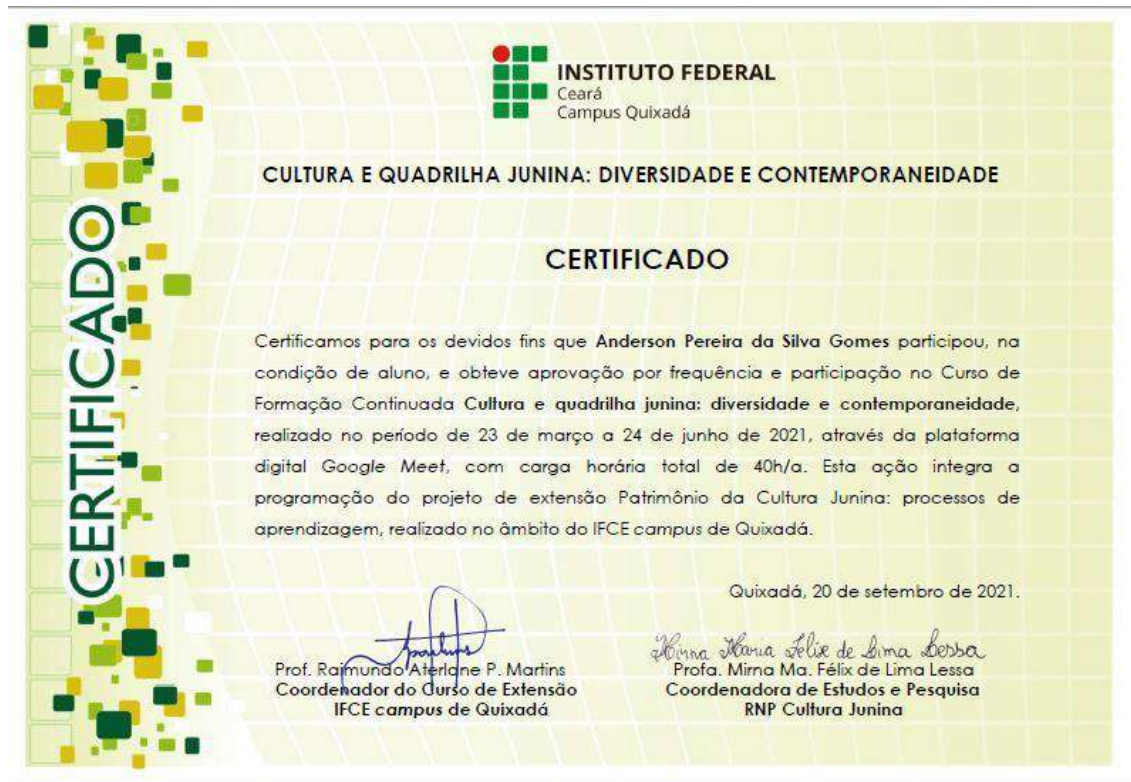 CERTIFICADO
INSTITUTO FEDERAL
Ceará
Campus Quixadá
CULTURA E QUADRILHA JUNINA: DIVERSIDADE E CONTEMPORANEIDADE
CERTIFICADO
Certificamos para os devidos fins que Anderson Pereira da Silva Gomes participou, na
condição de aluno, e obteve aprovação por frequência e participação no Curso de
Formação Continuada Cultura e quadrilha junina: diversidade e contemporaneidade,
realizado no período de 23 de março a 24 de junho de 2021, através da plataforma
digital Google Meet, com carga horária total de 40h/a. Esta ação integra a
programação do projeto de extensão Patrimônio da Cultura Junina: processos de
aprendizagem, realizado no âmbito do IFCE campus de Quixadá.
Quixadá, 20 de setembro de 2021.
Prof. Raimundo Aterlane P. Martins
Coordenador do Curso de Extensão
IFCE campus de Quixadá
Mirna Maria Felix de Lima Lessa
Profa. Mirna Ma. Félix de Lima Lessa
Coordenadora de Estudos e Pesquisa
RNP Cultura Junina